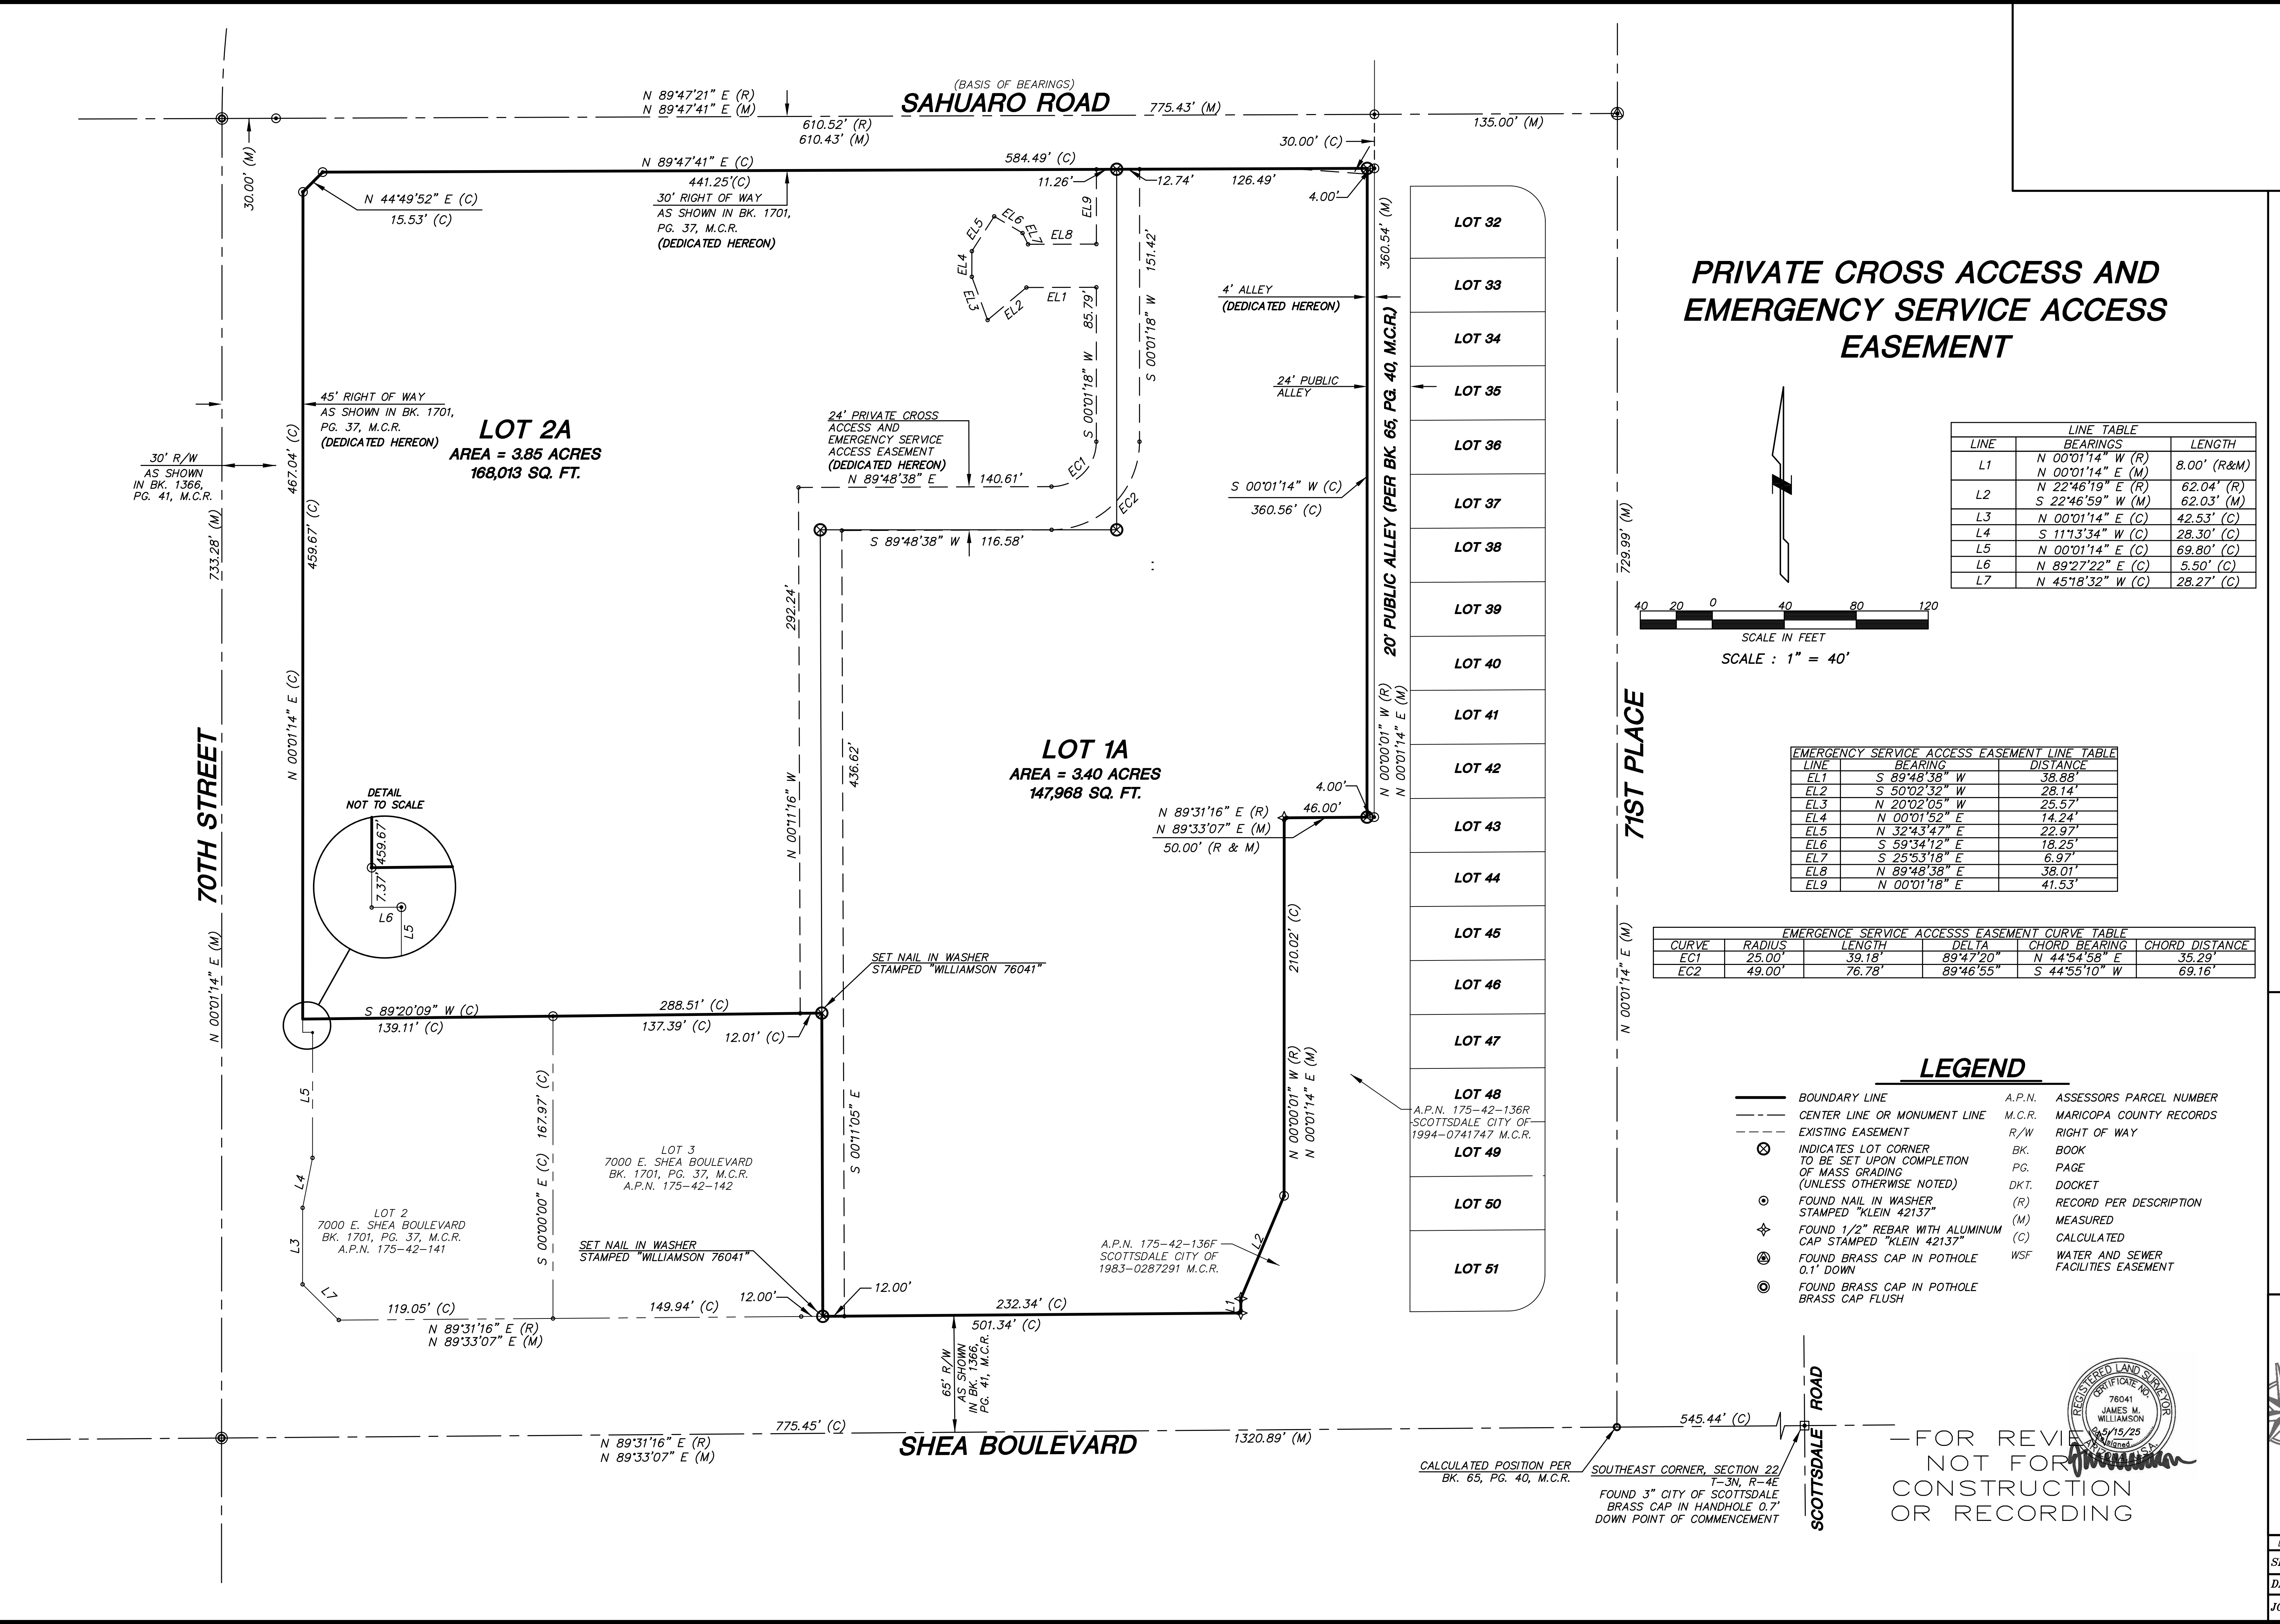 (BASIS OF BEARINGS)
SAHUARO ROAD
N 89°47'21" E (R)
N 89°47'41" E (M)
775.43' (M)
610.52' (R)
610.43' (M)
135.00' (M)
30.00' (M)
30.00' (C)
N 89°47'41" E (C)
584.49' (C)
441.25'(C)
11.26'
12.74'
126.49'
4.00'
N 44°49'52" E (C)
15.53' (C)
30' RIGHT OF WAY
AS SHOWN IN BK. 1701,
PG. 37, M.C.R.
(DEDICATED HEREON)
EL9
EL5
EL6
EL7
EL8
EL4
EL3
EL2
EL1
S 00°01'18" W 85.79'
S 00°01'18" W 151.42'
360.54' (M)
4' ALLEY
(DEDICATED HEREON)
24' PUBLIC
ALLEY
20' PUBLIC ALLEY (PER BK. 65, PG. 40, M.C.R.)
S 00°01'14" W (C)
360.56' (C)
45' RIGHT OF WAY
AS SHOWN IN BK. 1701,
PG. 37, M.C.R.
(DEDICATED HEREON)
LOT 2A
AREA = 3.85 ACRES
168,013 SQ. FT.
24' PRIVATE CROSS
ACCESS AND
EMERGENCY SERVICE
ACCESS EASEMENT
(DEDICATED HEREON)
N 89°48'38" E 140.61'
EC1
EC2
S 89°48'38" W 116.58'
30' R/W
AS SHOWN
IN BK. 1366,
PG. 41, M.C.R.
467.04' (C)
459.67' (C)
733.28' (M)
N 00°01'14" E (C)
70TH STREET
N 00°01'14" E (M)
292.24'
N 00°11'16" W
436.62'
S 00°11'05" E
LOT 1A
AREA = 3.40 ACRES
147,968 SQ. FT.
DETAIL
NOT TO SCALE
459.67'
7.37'
L6
L5
N 00°00'01" W (R)
N 00°01'14" E (M)
4.00'
46.00'
N 89°31'16" E (R)
N 89°33'07" E (M)
50.00' (R & M)
210.02' (C)
N 00°00'01" W (R)
N 00°01'14" E (M)
SET NAIL IN WASHER
STAMPED "WILLIAMSON 76041"
S 89°20'09" W (C)
288.51' (C)
139.11' (C)
137.39' (C)
12.01' (C)
L5
L4
L3
L7
S 00°00'00" E (C) 167.97' (C)
LOT 3
7000 E. SHEA BOULEVARD
BK. 1701, PG. 37, M.C.R.
A.P.N. 175-42-142
LOT 2
7000 E. SHEA BOULEVARD
BK. 1701, PG. 37, M.C.R.
A.P.N. 175-42-141
SET NAIL IN WASHER
STAMPED "WILLIAMSON 76041"
12.00'
12.00'
119.05' (C)
149.94' (C)
N 89°31'16" E (R)
N 89°33'07" E (M)
232.34' (C)
501.34' (C)
L1
L2
A.P.N. 175-42-136F
SCOTTSDALE CITY OF
1983-0287291 M.C.R.
65' R/W
AS SHOWN
IN BK. 1366,
PG. 41, M.C.R.
775.45' (C)
N 89°31'16" E (R)
N 89°33'07" E (M)
SHEA BOULEVARD
1320.89' (M)
545.44' (C)
LOT 32
LOT 33
LOT 34
LOT 35
LOT 36
LOT 37
LOT 38
LOT 39
LOT 40
LOT 41
LOT 42
LOT 43
LOT 44
LOT 45
LOT 46
LOT 47
LOT 48
A.P.N. 175-42-136R
SCOTTSDALE CITY OF
1994-0741747 M.C.R.
LOT 49
LOT 50
LOT 51
729.99' (M)
71ST PLACE
N 00°01'14" E (M)
CALCULATED POSITION PER
BK. 65, PG. 40, M.C.R.
SOUTHEAST CORNER, SECTION 22
T-3N, R-4E
FOUND 3" CITY OF SCOTTSDALE
BRASS CAP IN HANDHOLE 0.7'
DOWN POINT OF COMMENCEMENT
SCOTTSDALE ROAD
PRIVATE CROSS ACCESS AND
EMERGENCY SERVICE ACCESS
EASEMENT
LINE TABLE
LINE BEARINGS LENGTH
L1 N 00°01'14" W (R) N 00°01'14" E (M) 8.00' (R&M)
L2 N 22°46'19" E (R) 62.04' (R)
S 22°46'59" W (M) 62.03' (M)
L3 N 00°01'14" E (C) 42.53' (C)
L4 S 11°13'34" W (C) 28.30' (C)
L5 N 00°01'14" E (C) 69.80' (C)
L6 N 89°27'22" E (C) 5.50' (C)
L7 N 45°18'32" W (C) 28.27' (C)
40 20 0 40 80 120
SCALE IN FEET
SCALE : 1" = 40'
EMERGENCY SERVICE ACCESS EASEMENT LINE TABLE
LINE BEARING DISTANCE
EL1 S 89°48'38" W 38.88'
EL2 S 50°02'32" W 28.14'
EL3 N 20°02'05" W 25.57'
EL4 N 00°01'52" E 14.24'
EL5 N 32°43'47" E 22.97'
EL6 S 59°34'12" E 18.25'
EL7 S 25°53'18" E 6.97'
EL8 N 89°48'38" E 38.01'
EL9 N 00°01'18" E 41.53'
EMERGENCE SERVICE ACCESSS EASEMENT CURVE TABLE
CURVE RADIUS LENGTH DELTA CHORD BEARING CHORD DISTANCE
EC1 25.00' 39.18' 89°47'20" N 44°54'58" E 35.29'
EC2 49.00' 76.78' 89°46'55" S 44°55'10" W 69.16'
LEGEND
BOUNDARY LINE
CENTER LINE OR MONUMENT LINE
EXISTING EASEMENT
INDICATES LOT CORNER
TO BE SET UPON COMPLETION
OF MASS GRADING
(UNLESS OTHERWISE NOTED)
FOUND NAIL IN WASHER
STAMPED "KLEIN 42137"
FOUND 1/2" REBAR WITH ALUMINUM
CAP STAMPED "KLEIN 42137"
FOUND BRASS CAP IN POTHOLE
0.1' DOWN
FOUND BRASS CAP IN POTHOLE
BRASS CAP FLUSH
A.P.N. ASSESSORS PARCEL NUMBER
M.C.R. MARICOPA COUNTY RECORDS
R/W RIGHT OF WAY
BK. BOOK
PG. PAGE
DKT. DOCKET
(R) RECORD PER DESCRIPTION
(M) MEASURED
(C) CALCULATED
WSF WATER AND SEWER
FACILITIES EASEMENT
REGISTERED LAND SURVEYOR
CERTIFICATE NO.
76041
JAMES M.
WILLIAMSON
5/15/25
Signed
ARIZONA U.S.A.
-FOR REVIE
NOT FOR
CONSTRUCTION
OR RECORDING